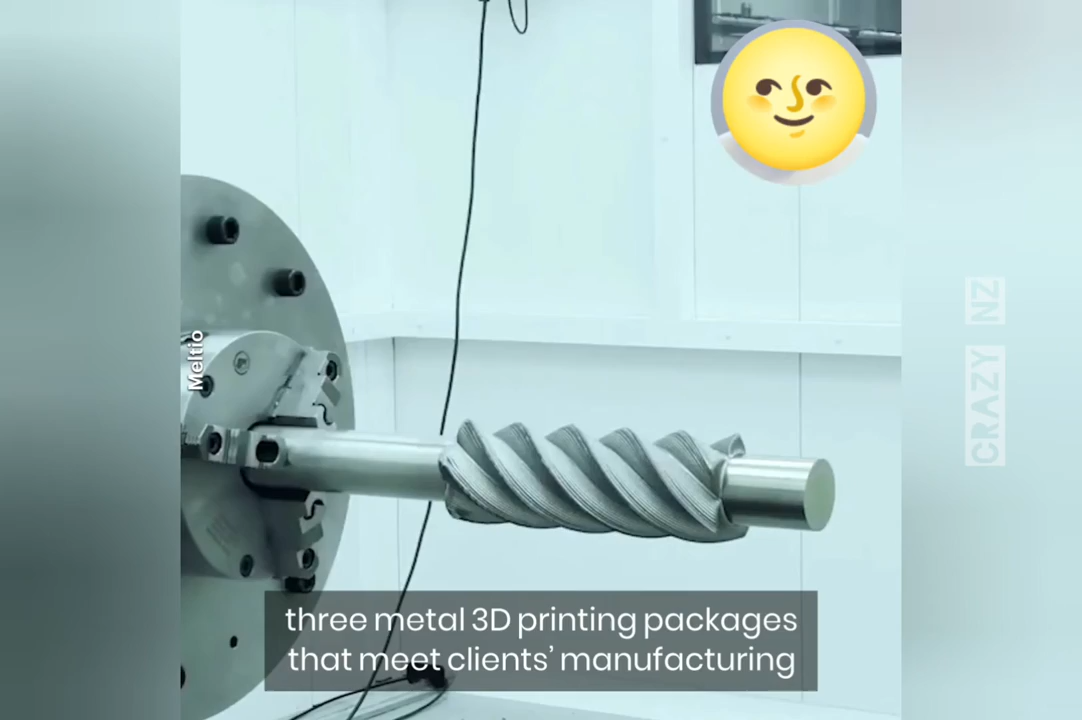 Meltio
three metal 3D printing packages
that meet clients’ manufacturing
CRAZY NZ